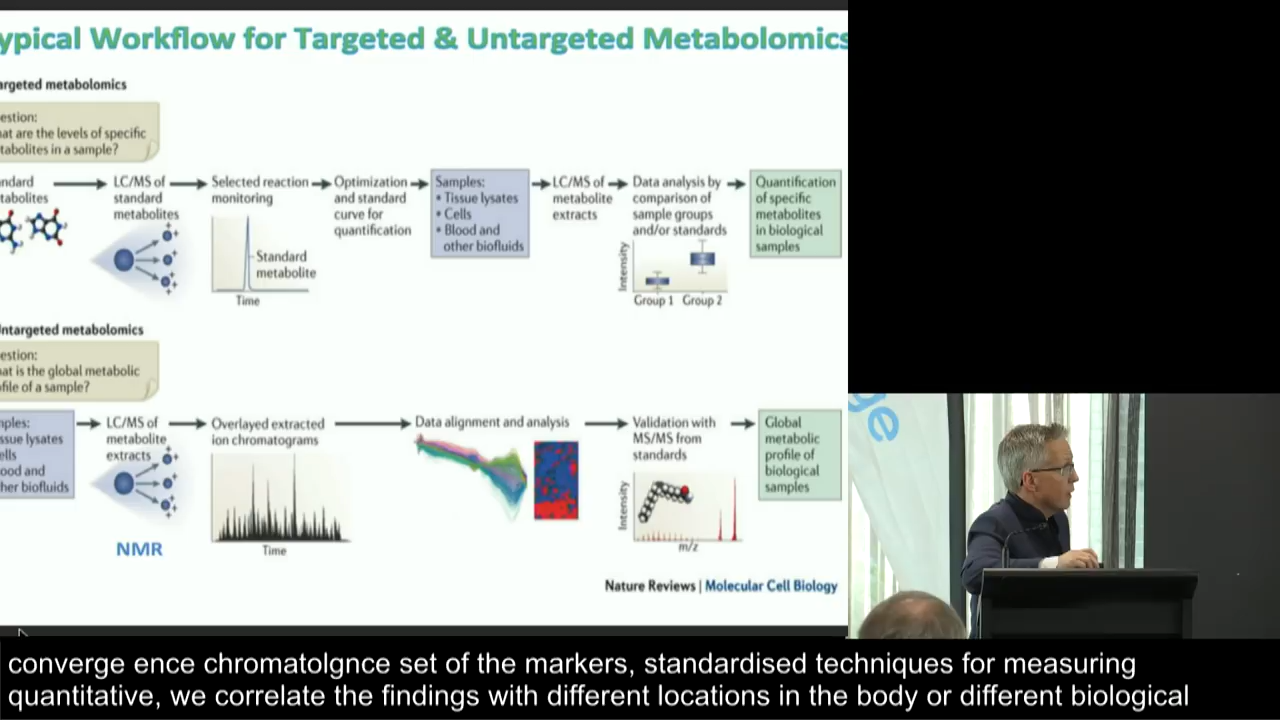 ypical Workflow for Targeted & Untargeted Metabolomics
argeted metabolomics
estion:
at are the levels of specific
tabolites in a sample?
ndard
tabolites
LC/MS of
standard
metabolites
Selected reaction
monitoring
Standard
metabolite
Time
Optimization
and standard
curve for
quantification
Samples:
• Tissue lysates
• Cells
• Blood and
other biofluids
LC/MS of
metabolite
extracts
Data analysis by
comparison of
sample groups
and/or standards
Intensity
Group 1 Group 2
Quantification
of specific
metabolites
in biological
samples
ntargeted metabolomics
estion:
at is the global metabolic
file of a sample?
ples:
ssue lysates
ells
ood and
her biofluids
LC/MS of
metabolite
extracts
NMR
Overlayed extracted
ion chromatograms
Time
Data alignment and analysis
Validation with
MS/MS from
standards
Intensity
m/z
Global
metabolic
profile of
biological
samples
Nature Reviews | Molecular Cell Biology
ge
converge ence chromatolgnce set of the markers, standardised techniques for measuring
quantitative, we correlate the findings with different locations in the body or different biological